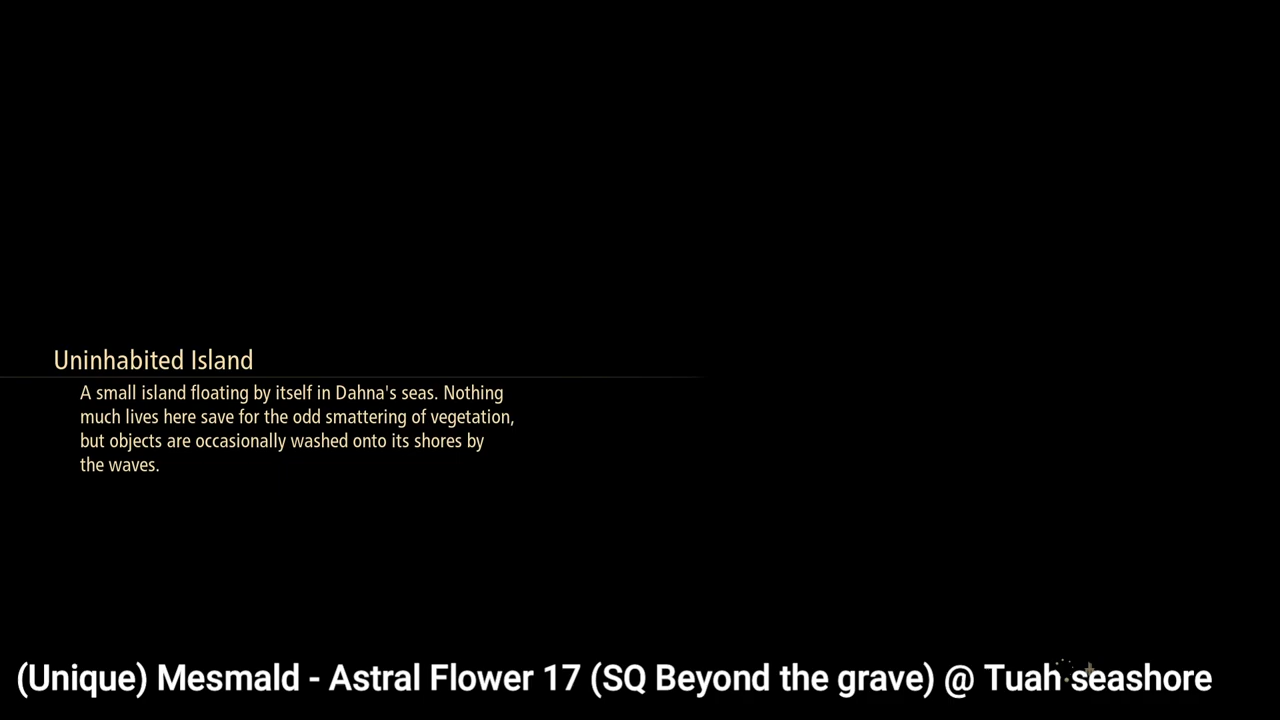 Uninhabited Island
A small island floating by itself in Dahna's seas. Nothing
much lives here save for the odd smattering of vegetation,
but objects are occasionally washed onto its shores by
the waves.
(Unique) Mesmald - Astral Flower 17 (SQ Beyond the grave) @ Tuah seashore